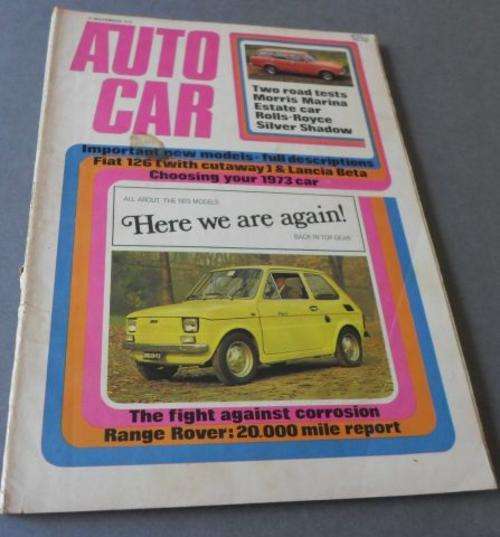 AUTO
CAR
Two road tests
Morris Marina
Estate car
Rolls-Royce
Silver Shadow
Important new models - full descriptions
Fiat 126 (with cutaway) & Lancia Beta
Choosing your 1973 car
ALL ABOUT THE 1973 MODELS
Here we are again!
BACK IN TOP GEAR
The fight against corrosion
Range Rover: 20.000 mile report